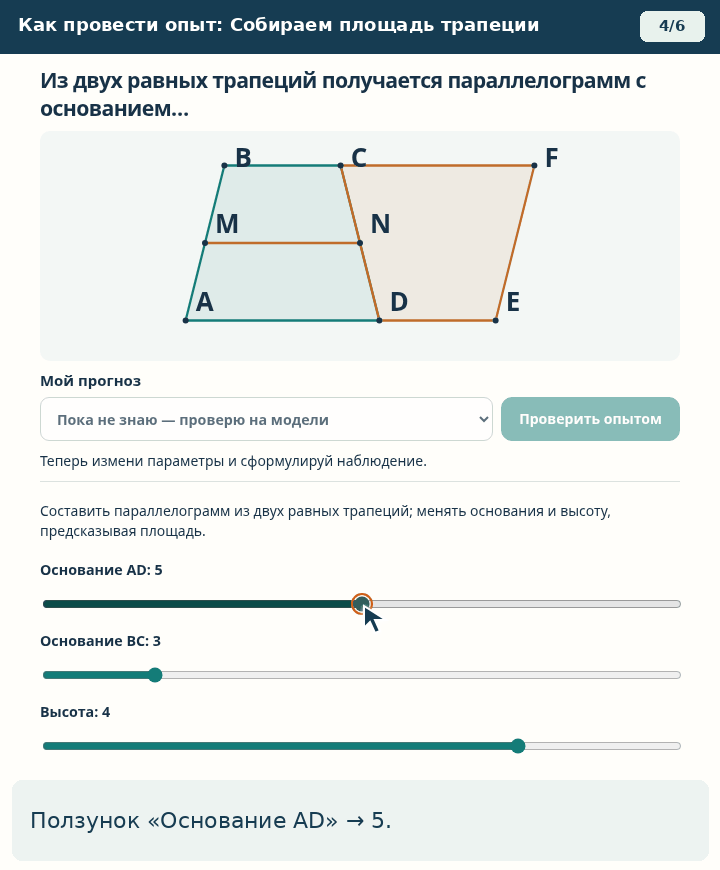 Как провести опыт: Собираем площадь трапеции
4/6
Из двух равных трапеций получается параллелограмм с
основанием…
B
C
F
M
N
A
D
E
Мой прогноз
Пока не знаю — проверю на модели
Проверить опытом
Теперь измени параметры и сформулируй наблюдение.
Составить параллелограмм из двух равных трапеций; менять основания и высоту,
предсказывая площадь.
Основание AD: 5
Основание BC: 3
Высота: 4
Ползунок «Основание AD» → 5.